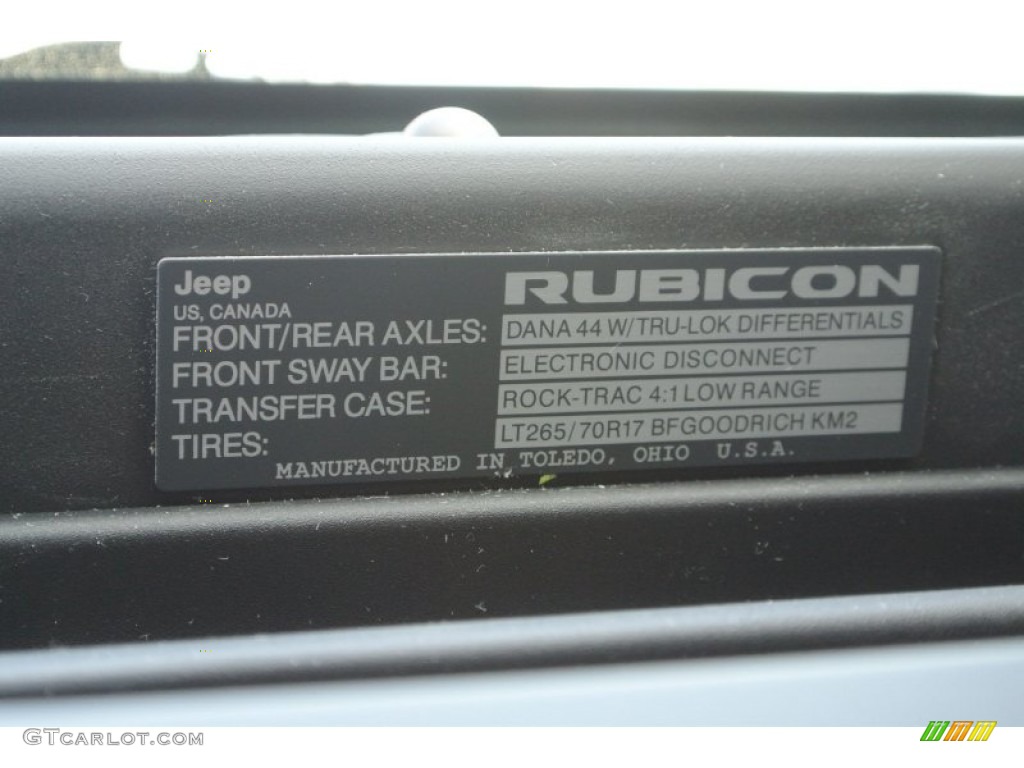 Jeep RUBICON
US, CANADA
FRONT/REAR AXLES: DANA 44 W/TRU-LOK DIFFERENTIALS
FRONT SWAY BAR: ELECTRONIC DISCONNECT
TRANSFER CASE: ROCK-TRAC 4:1 LOW RANGE
TIRES: LT265/70R17 BFGOODRICH KM2
MANUFACTURED IN TOLEDO, OHIO U.S.A.
GTCARLOT.COM